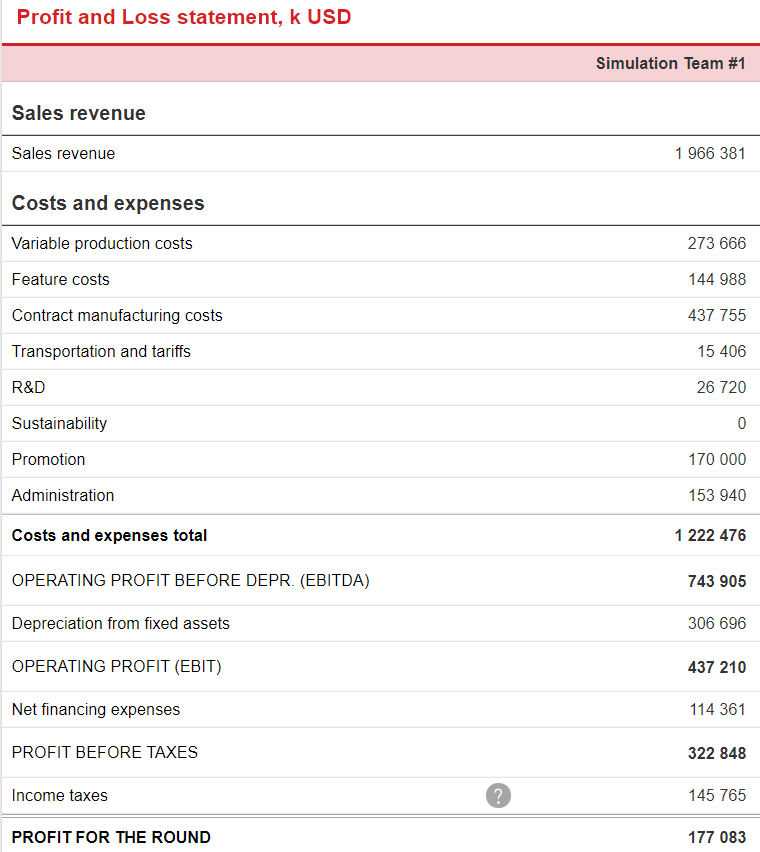 Profit and Loss statement, k USD
Simulation Team #1
Sales revenue
Sales revenue 1 966 381
Costs and expenses
Variable production costs 273 666
Feature costs 144 988
Contract manufacturing costs 437 755
Transportation and tariffs 15 406
R&D 26 720
Sustainability 0
Promotion 170 000
Administration 153 940
Costs and expenses total 1 222 476
OPERATING PROFIT BEFORE DEPR. (EBITDA) 743 905
Depreciation from fixed assets 306 696
OPERATING PROFIT (EBIT) 437 210
Net financing expenses 114 361
PROFIT BEFORE TAXES 322 848
Income taxes ? 145 765
PROFIT FOR THE ROUND 177 083